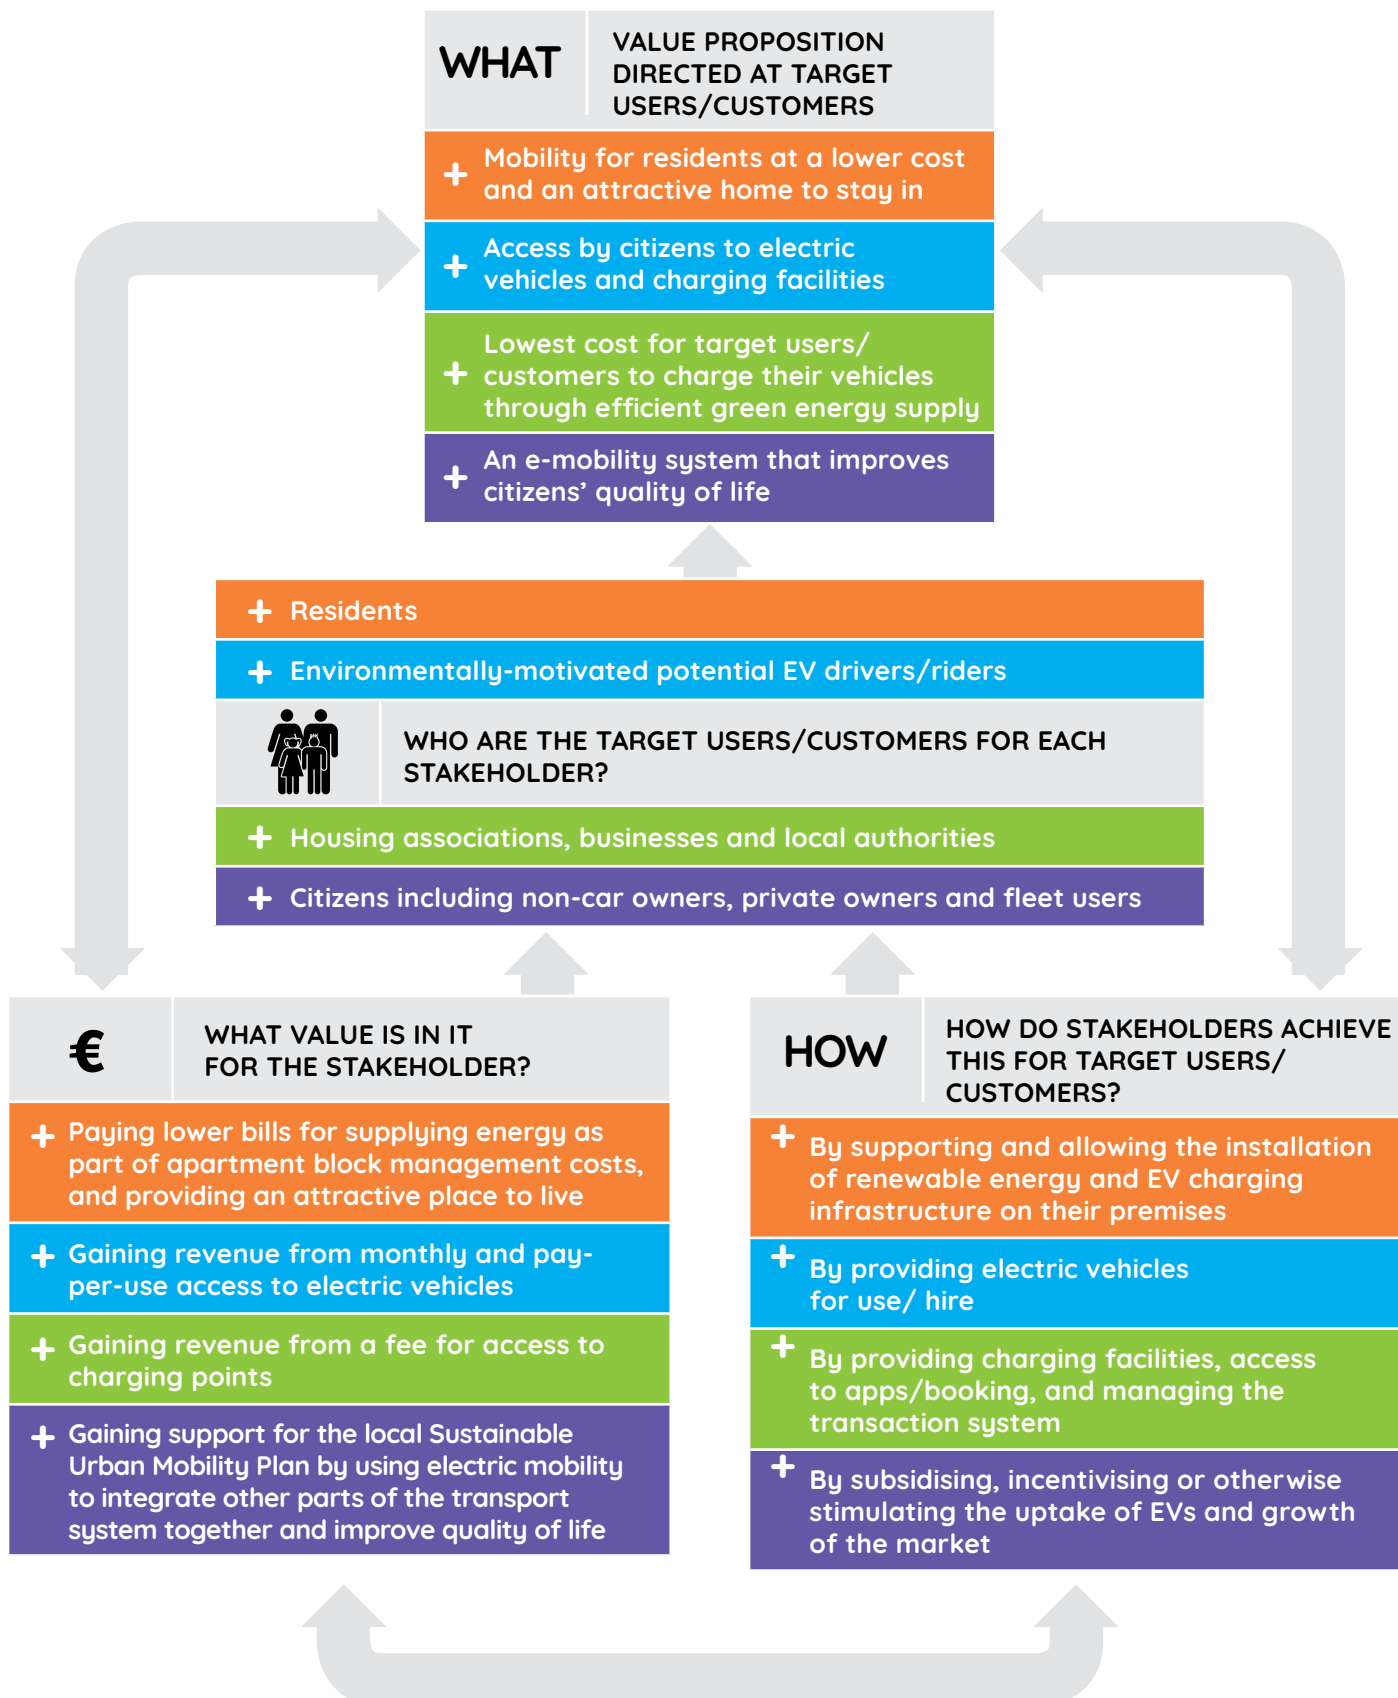 WHAT
VALUE PROPOSITION
DIRECTED AT TARGET
USERS/CUSTOMERS
+ Mobility for residents at a lower cost
and an attractive home to stay in
+ Access by citizens to electric
vehicles and charging facilities
+ Lowest cost for target users/
customers to charge their vehicles
through efficient green energy supply
+ An e-mobility system that improves
citizens’ quality of life
+ Residents
+ Environmentally-motivated potential EV drivers/riders
WHO ARE THE TARGET USERS/CUSTOMERS FOR EACH
STAKEHOLDER?
+ Housing associations, businesses and local authorities
+ Citizens including non-car owners, private owners and fleet users
€
WHAT VALUE IS IN IT
FOR THE STAKEHOLDER?
+ Paying lower bills for supplying energy as
part of apartment block management costs,
and providing an attractive place to live
+ Gaining revenue from monthly and pay-
per-use access to electric vehicles
+ Gaining revenue from a fee for access to
charging points
+ Gaining support for the local Sustainable
Urban Mobility Plan by using electric mobility
to integrate other parts of the transport
system together and improve quality of life
HOW
HOW DO STAKEHOLDERS ACHIEVE
THIS FOR TARGET USERS/
CUSTOMERS?
+ By supporting and allowing the installation
of renewable energy and EV charging
infrastructure on their premises
+ By providing electric vehicles
for use/ hire
+ By providing charging facilities, access
to apps/booking, and managing the
transaction system
+ By subsidising, incentivising or otherwise
stimulating the uptake of EVs and growth
of the market